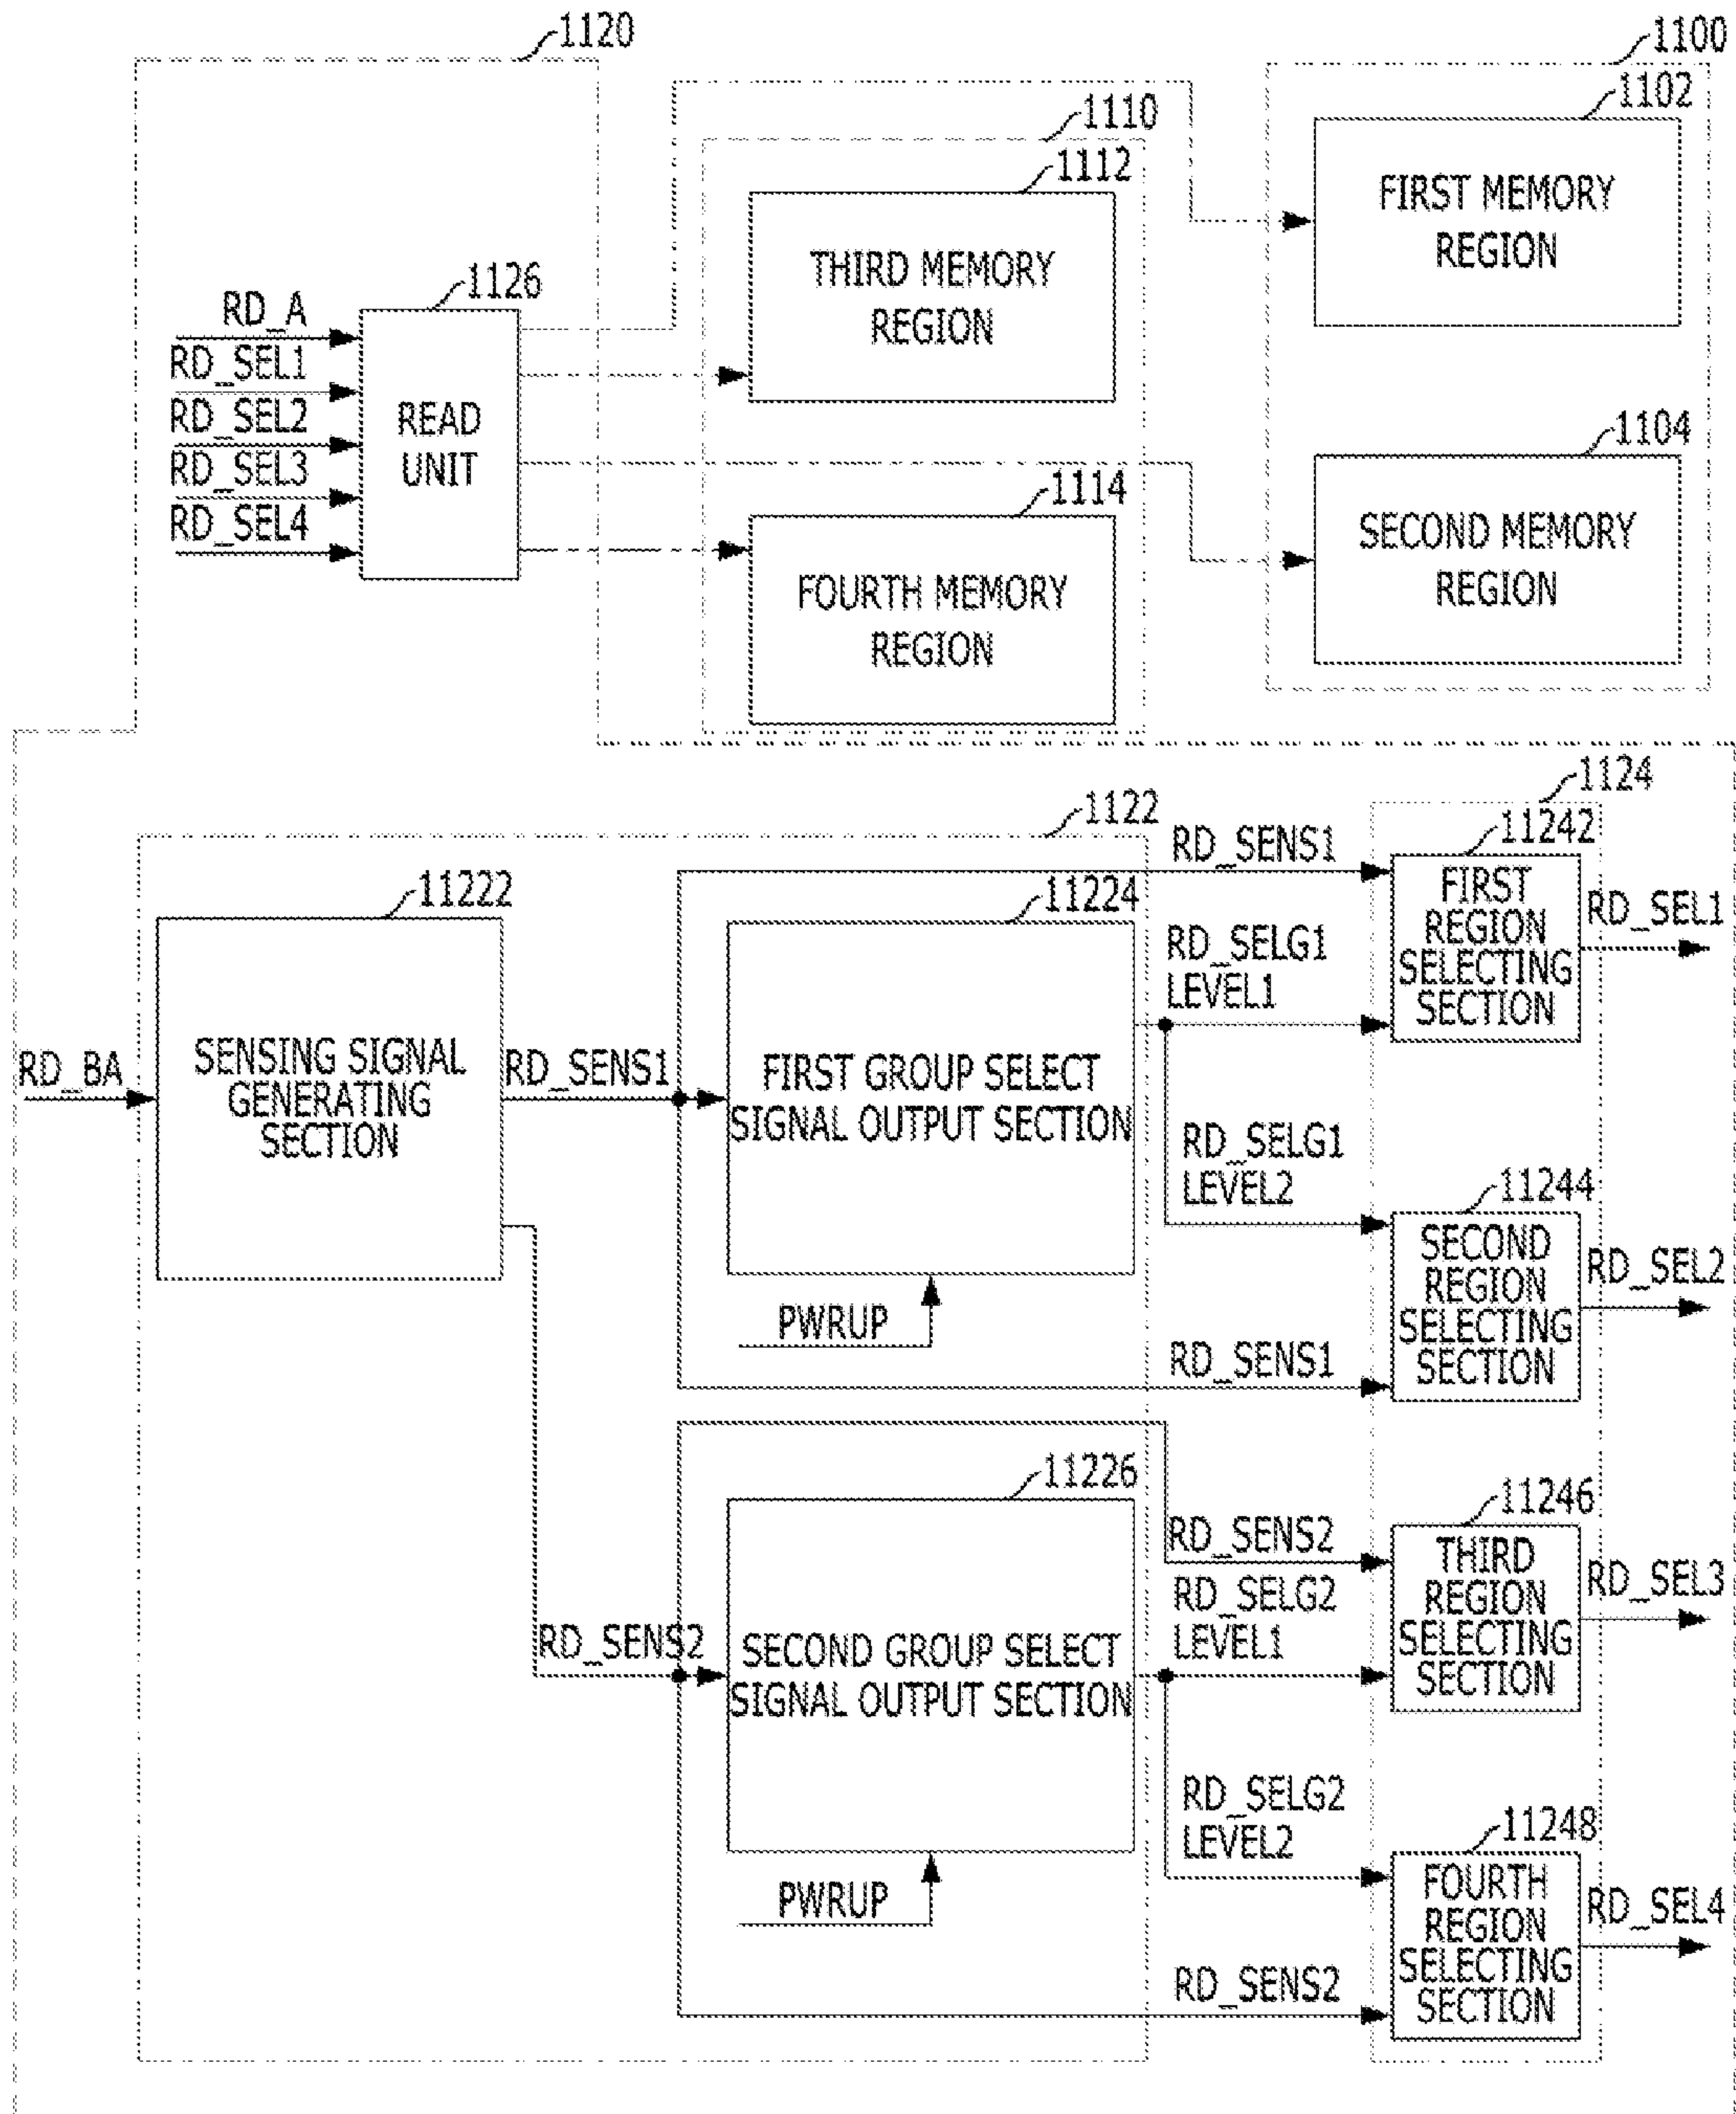 1120
1100
1110
1102
1112
FIRST MEMORY
REGION
THIRD MEMORY
REGION
1126
RD_A
RD_SEL1
RD_SEL2
RD_SEL3
RD_SEL4
READ
UNIT
1104
1114
SECOND MEMORY
REGION
FOURTH MEMORY
REGION
1124
1122
11242
RD_SENS1
11222
11224
FIRST
REGION
SELECTING
SECTION
RD_SEL1
RD_SELG1
LEVEL1
RD_BA
SENSING SIGNAL
GENERATING
SECTION
RD_SENS1
FIRST GROUP SELECT
SIGNAL OUTPUT SECTION
RD_SELG1
LEVEL2
11244
SECOND
REGION
SELECTING
SECTION
RD_SEL2
PWRUP
RD_SENS1
11226
11246
RD_SENS2
THIRD
REGION
SELECTING
SECTION
RD_SEL3
RD_SELG2
LEVEL1
RD_SENS2
SECOND GROUP SELECT
SIGNAL OUTPUT SECTION
RD_SELG2
LEVEL2
11248
PWRUP
FOURTH
REGION
SELECTING
SECTION
RD_SEL4
RD_SENS2